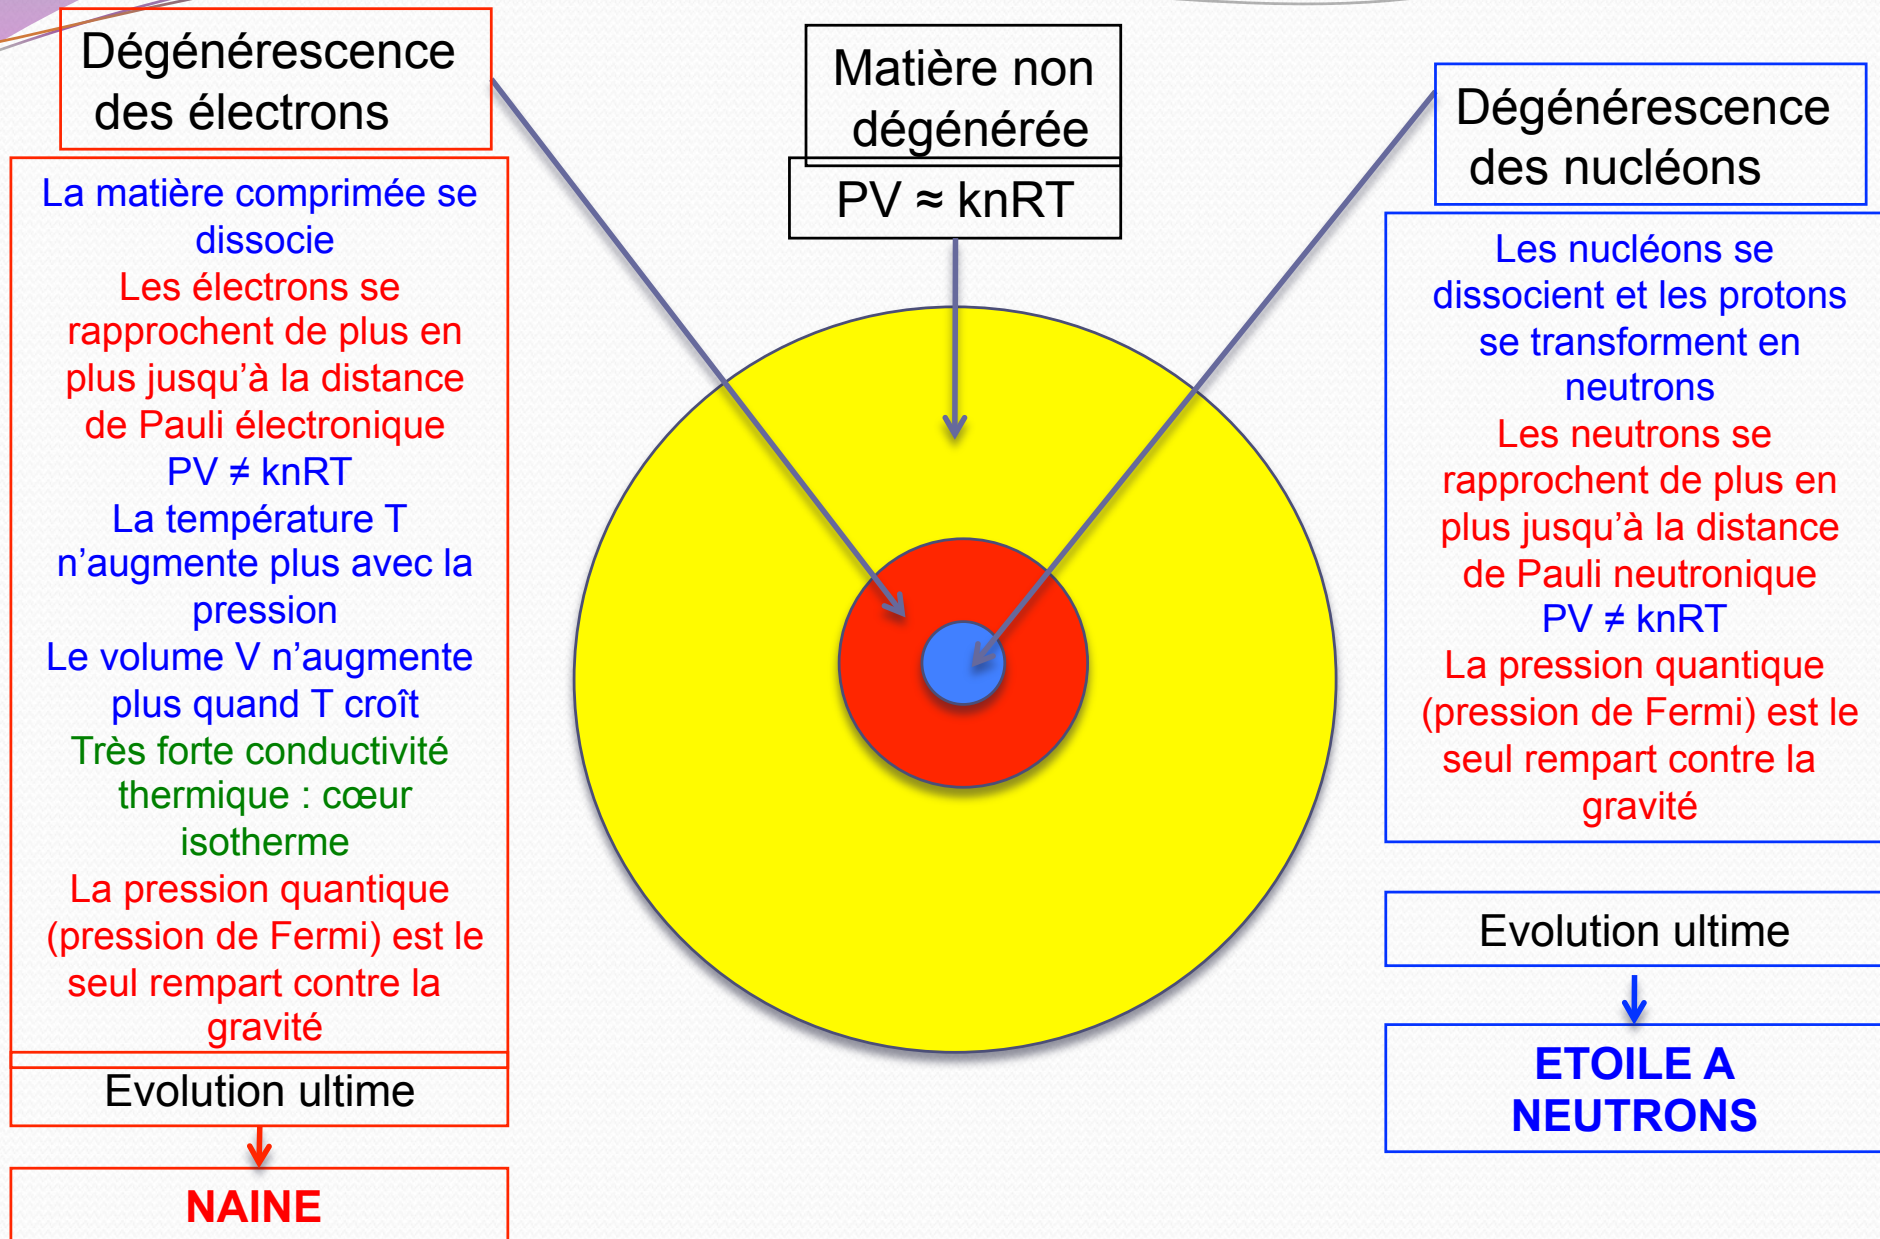 Dégénérescence
des électrons
La matière comprimée se
dissocie
Les électrons se
rapprochent de plus en
plus jusqu'à la distance
de Pauli électronique
PV ≠ knRT
La température T
n'augmente plus avec la
pression
Le volume V n'augmente
plus quand T croît
Très forte conductivité
thermique : cœur
isotherme
La pression quantique
(pression de Fermi) est le
seul rempart contre la
gravité
Evolution ultime
NAINE
Matière non
dégénérée
PV ≈ knRT
Dégénérescence
des nucléons
Les nucléons se
dissocient et les protons
se transforment en
neutrons
Les neutrons se
rapprochent de plus en
plus jusqu'à la distance
de Pauli neutronique
PV ≠ knRT
La pression quantique
(pression de Fermi) est le
seul rempart contre la
gravité
Evolution ultime
ETOILE A
NEUTRONS